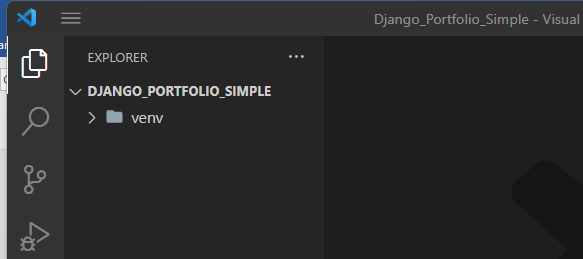 Django_Portfolio_Simple - Visual
EXPLORER
DJANGO_PORTFOLIO_SIMPLE
venv